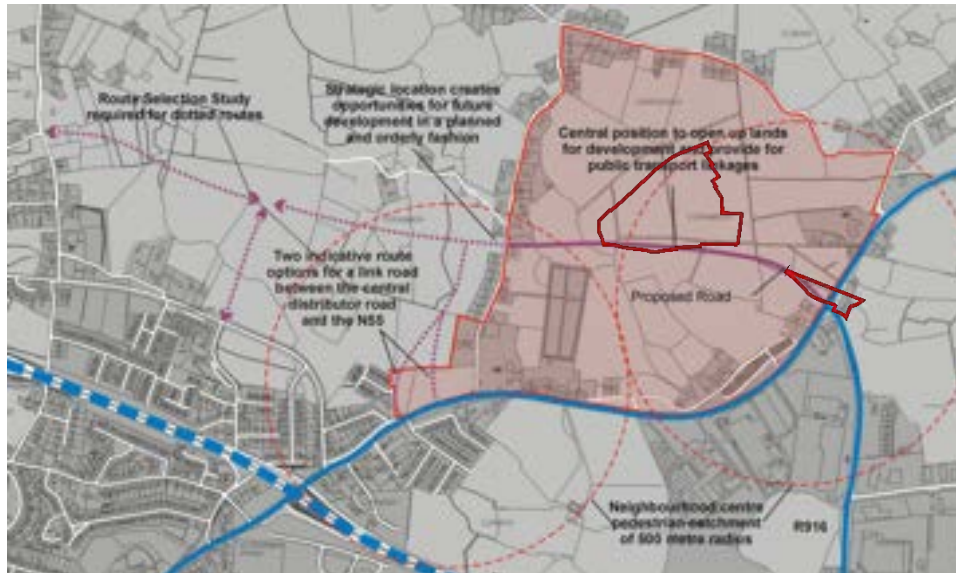 Route Selection Study
required for dotted routes
Strategic location creates
opportunities for future
development in a planned
and orderly fashion
Central position to open up lands
for development and provide for
public transport linkages
Two indicative route
options for a link road
between the central
distributor road
and the N55
Proposed Road
Neighbourhood centre
pedestrian catchment
of 500 metre radius
R916